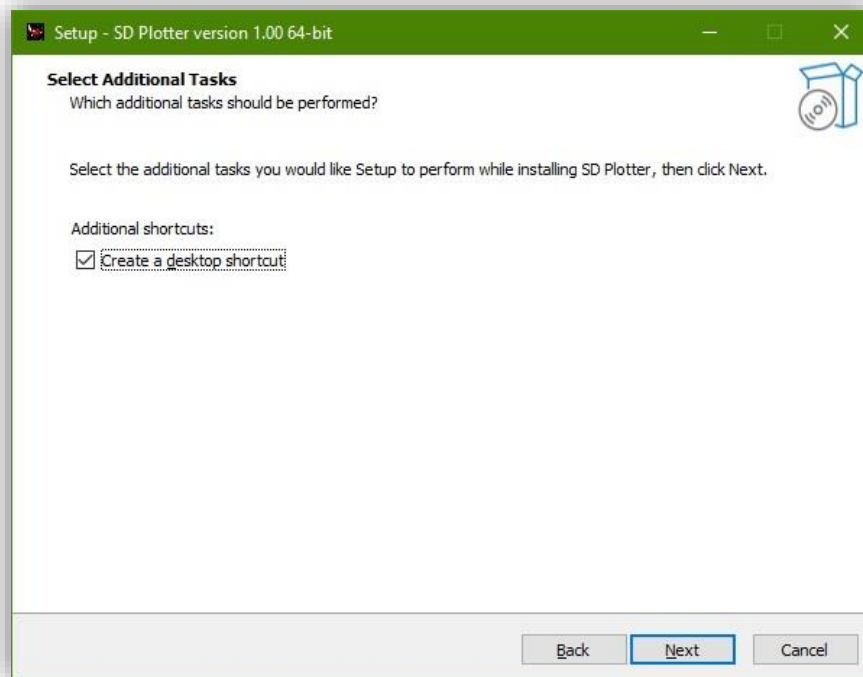 Setup - SD Plotter version 1.00 64-bit
Select Additional Tasks
Which additional tasks should be performed?
Select the additional tasks you would like Setup to perform while installing SD Plotter, then click Next.
Additional shortcuts:
Create a desktop shortcut
Back Next Cancel